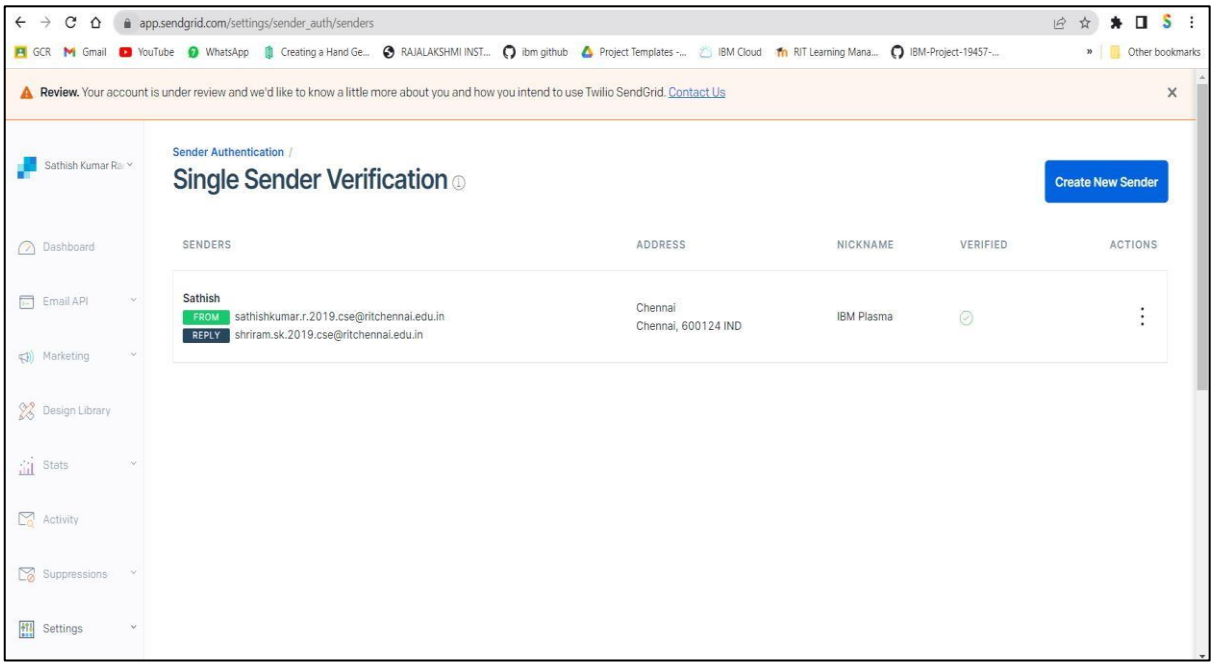 app.sendgrid.com/settings/sender_auth/senders
GCR Gmail YouTube WhatsApp Creating a Hand Ge... RAJALAKSHMI INST... ibm github Project Templates -... IBM Cloud RIT Learning Mana... IBM-Project-19457-... » Other bookmarks
Review. Your account is under review and we'd like to know a little more about you and how you intend to use Twilio SendGrid. Contact Us
Sathish Kumar Ra
Sender Authentication /
Single Sender Verification
Create New Sender
Dashboard
Email API
Marketing
Design Library
Stats
Activity
Suppressions
Settings
SENDERS ADDRESS NICKNAME VERIFIED ACTIONS
Sathish
FROM sathishkumar.r.2019.cse@ritchennai.edu.in
REPLY shriram.sk.2019.cse@ritchennai.edu.in
Chennai
Chennai, 600124 IND
IBM Plasma